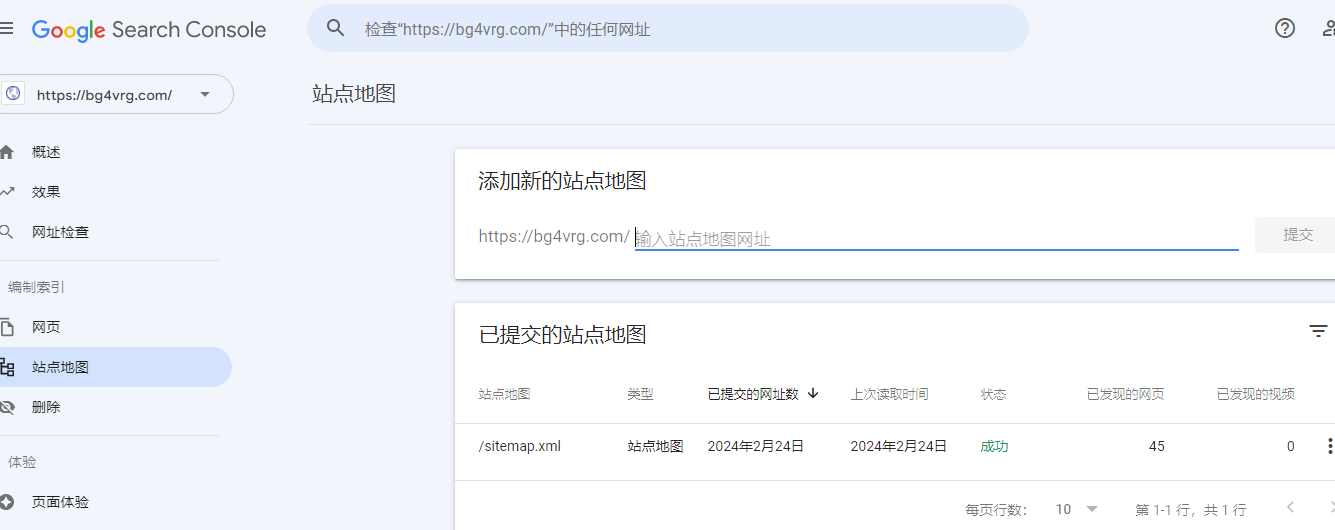 Google Search Console
检查“https://bg4vrg.com/”中的任何网址
https://bg4vrg.com/
站点地图
概述
效果
网址检查
编制索引
网页
站点地图
删除
体验
页面体验
添加新的站点地图
https://bg4vrg.com/ 输入站点地图网址
提交
已提交的站点地图
站点地图 类型 已提交的网址数 上次读取时间 状态 已发现的网页 已发现的视频
/sitemap.xml 站点地图 2024年2月24日 2024年2月24日 成功 45 0
每页行数: 10 第 1-1 行，共 1 行